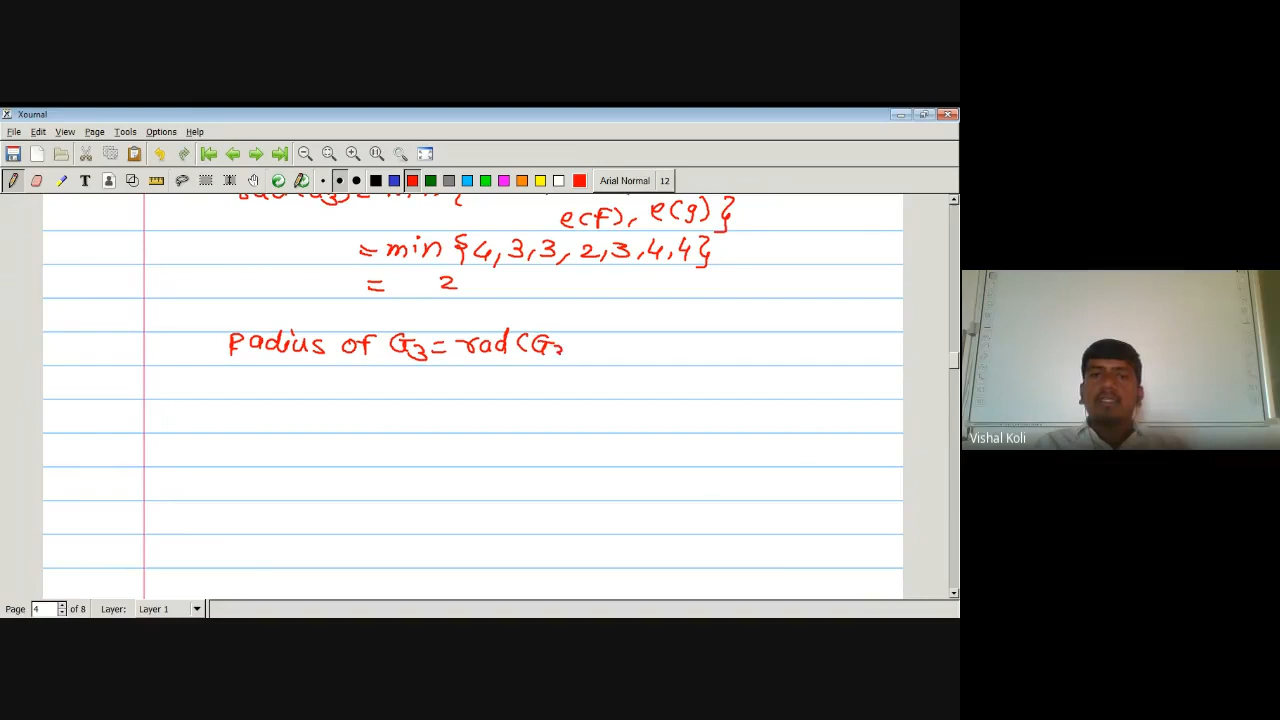 Xournal
File Edit View Page Tools Options Help
Arial Normal 12
e(f), e(g)}
= min {4, 3, 3, 2, 3, 4, 4}
= 2
Radius of G3 = rad(G3
Vishal Koli
Page 4 of 8 Layer: Layer 1